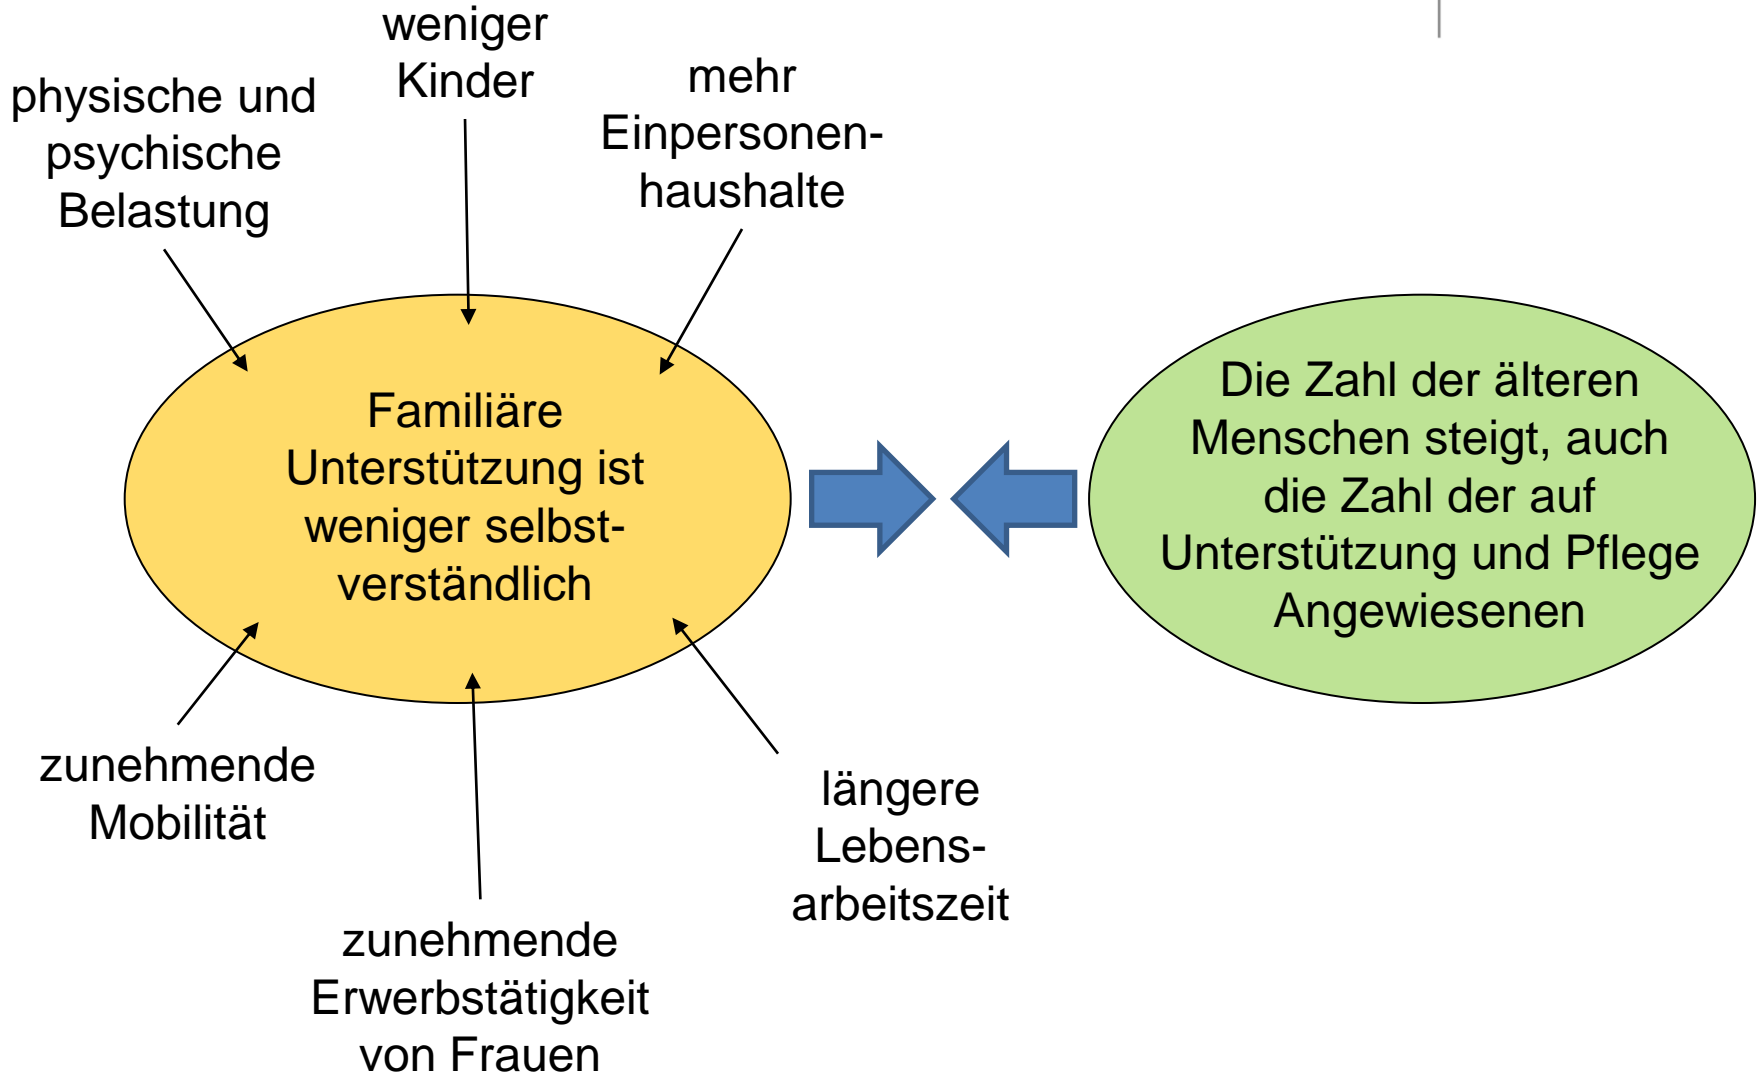 weniger
Kinder
physische und
psychische
Belastung
mehr
Einpersonen-
haushalte
Familiäre
Unterstützung ist
weniger selbst-
verständlich
Die Zahl der älteren
Menschen steigt, auch
die Zahl der auf
Unterstützung und Pflege
Angewiesenen
zunehmende
Mobilität
längere
Lebens-
arbeitszeit
zunehmende
Erwerbstätigkeit
von Frauen